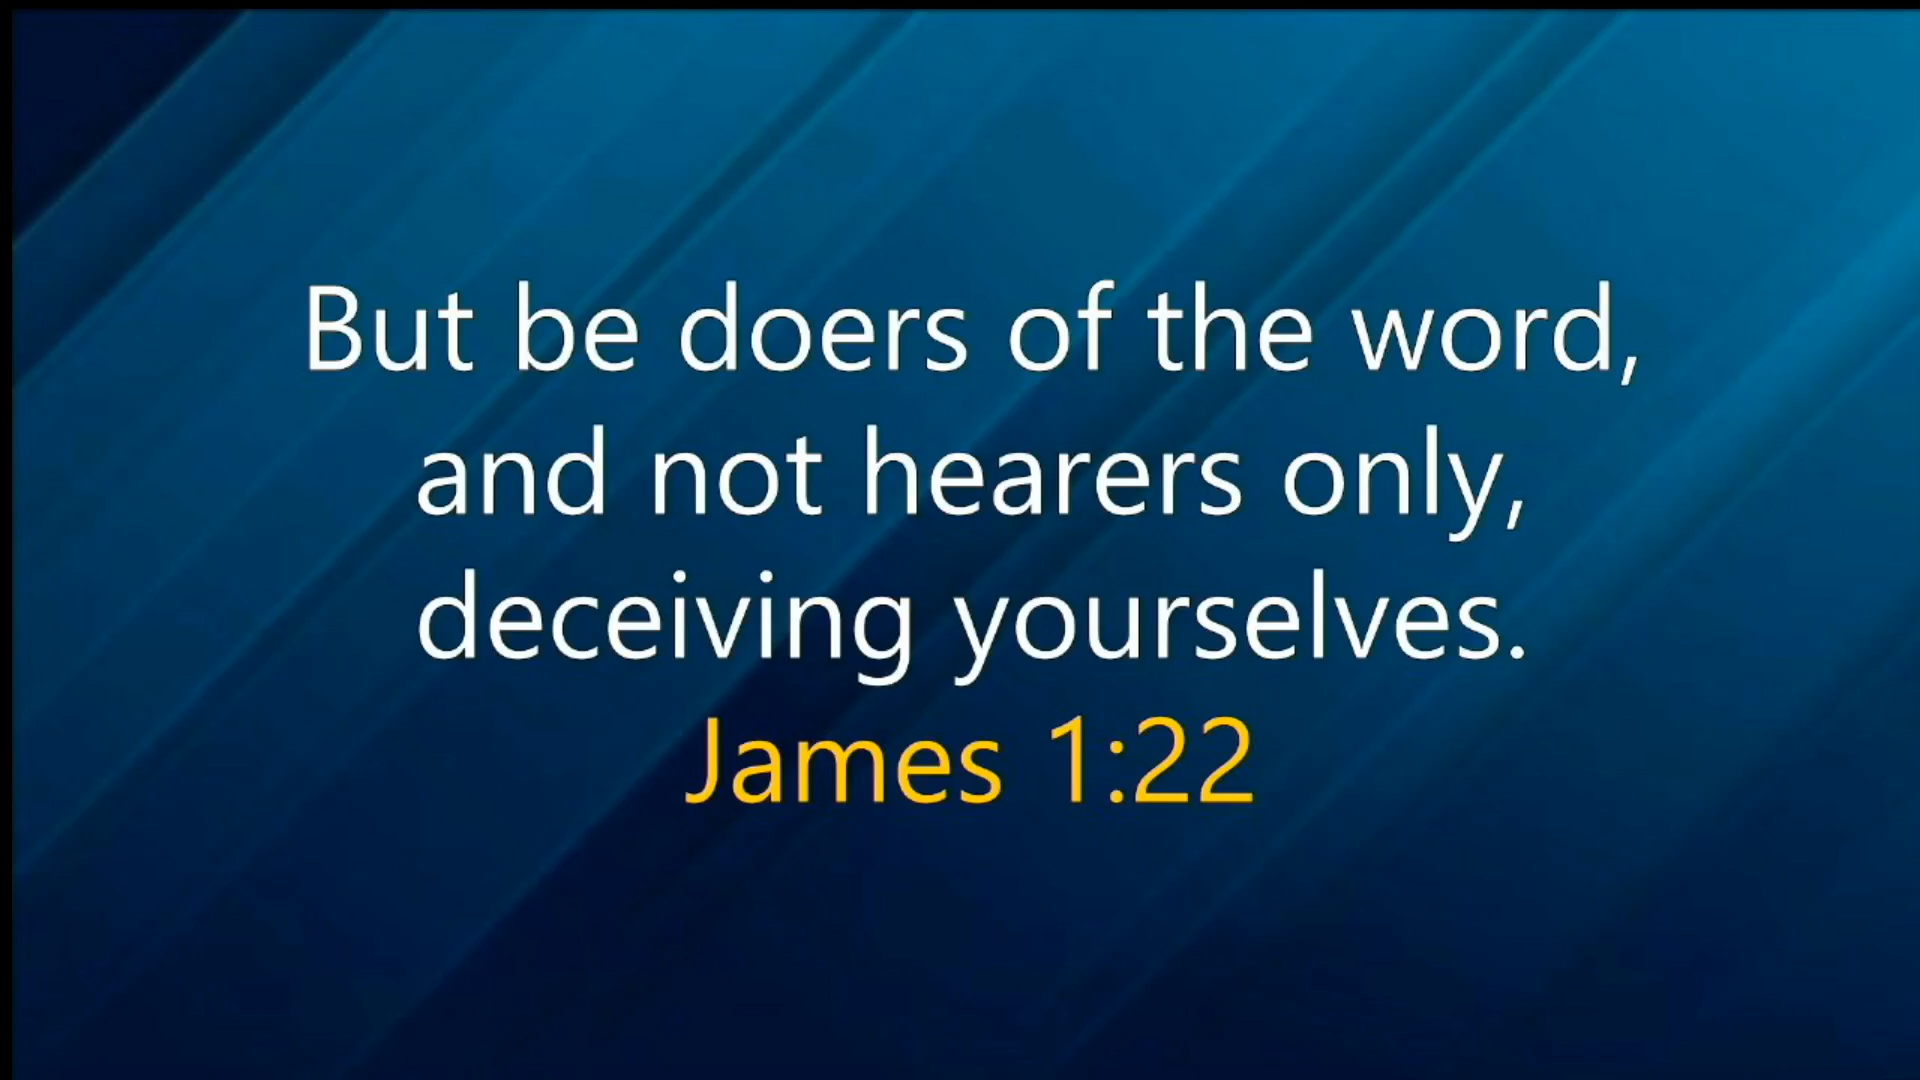 But be doers of the word,
and not hearers only,
deceiving yourselves.
James 1:22